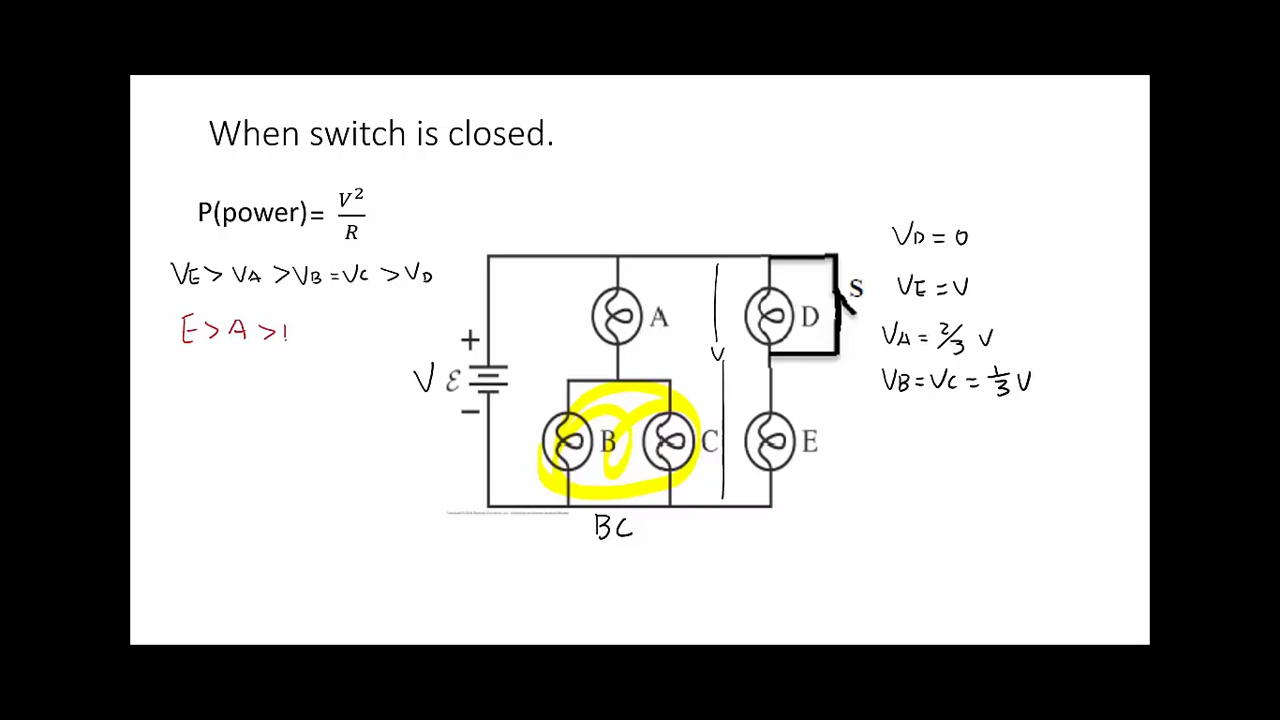 When switch is closed.
P(power)= V²/R
VE > VA > VB = VC > VD
E > A >
VD = 0
VE = V
VA = 2/3 V
VB = VC = 1/3 V
S
A
D
V
+
V ε
−
B
C
E
BC